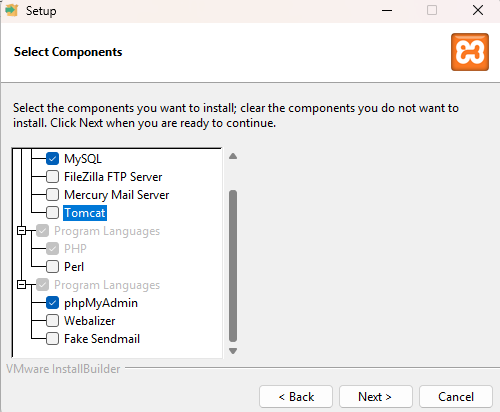 Setup
Select Components
Select the components you want to install; clear the components you do not want to
install. Click Next when you are ready to continue.
MySQL
FileZilla FTP Server
Mercury Mail Server
Tomcat
Program Languages
PHP
Perl
Program Languages
phpMyAdmin
Webalizer
Fake Sendmail
VMware InstallBuilder
< Back
Next >
Cancel